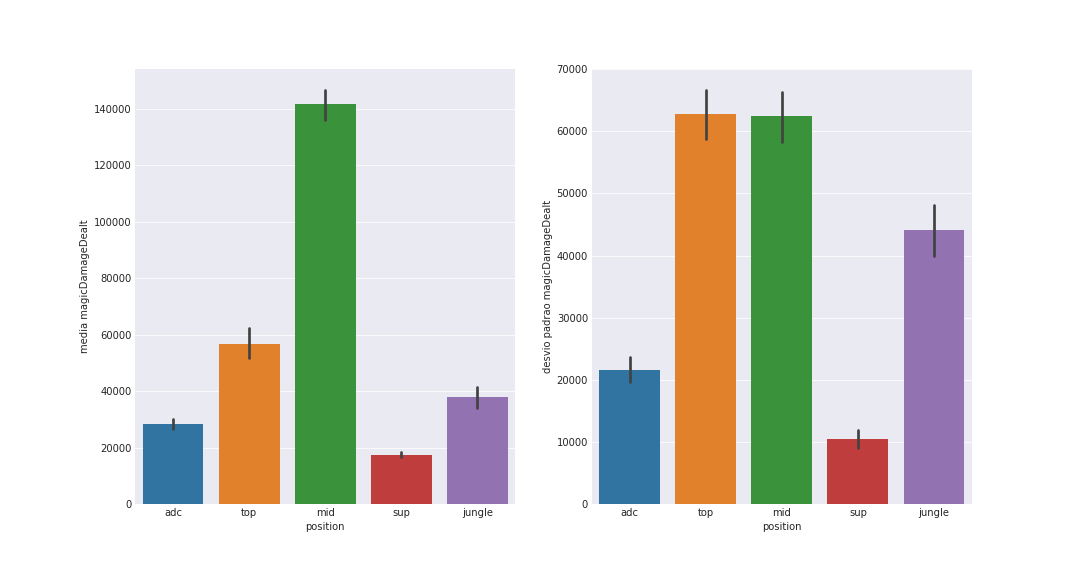 media magicDamageDealt
140000
120000
100000
80000
60000
40000
20000
0
adc top mid sup jungle
position
desvio padrao magicDamageDealt
70000
60000
50000
40000
30000
20000
10000
0
adc top mid sup jungle
position